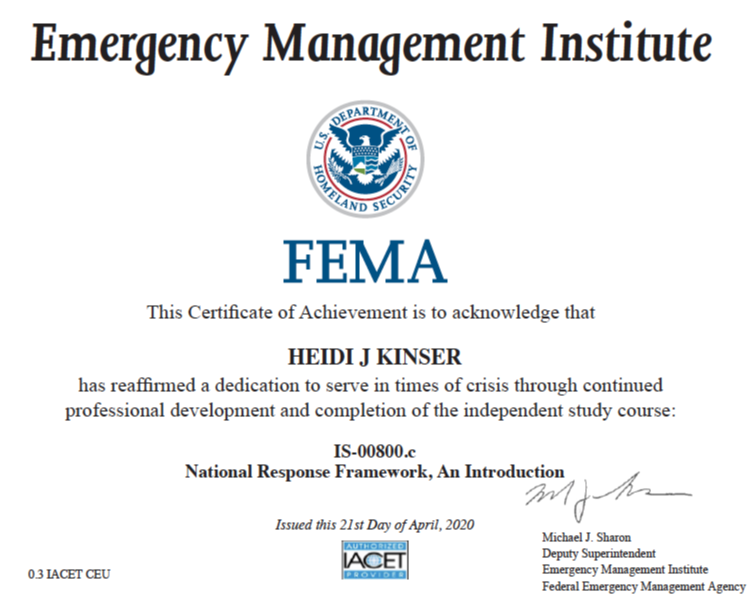 Emergency Management Institute
U.S. DEPARTMENT OF
HOMELAND SECURITY
FEMA
This Certificate of Achievement is to acknowledge that
HEIDI J KINSER
has reaffirmed a dedication to serve in times of crisis through continued
professional development and completion of the independent study course:
IS-00800.c
National Response Framework, An Introduction
Issued this 21st Day of April, 2020
AUTHORIZED
IACET
PROVIDER
0.3 IACET CEU
Michael J. Sharon
Deputy Superintendent
Emergency Management Institute
Federal Emergency Management Agency